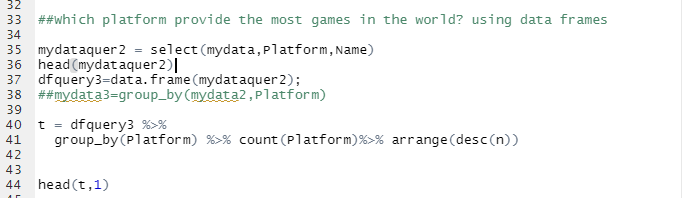 32
33 ##Which platform provide the most games in the world? using data frames
34
35 mydataquer2 = select(mydata,Platform,Name)
36 head(mydataquer2)
37 dfquery3=data.frame(mydataquer2);
38 ##mydata3=group_by(mydata2,Platform)
39
40 t = dfquery3 %>%
41 group_by(Platform) %>% count(Platform)%>% arrange(desc(n))
42
43
44 head(t,1)
45